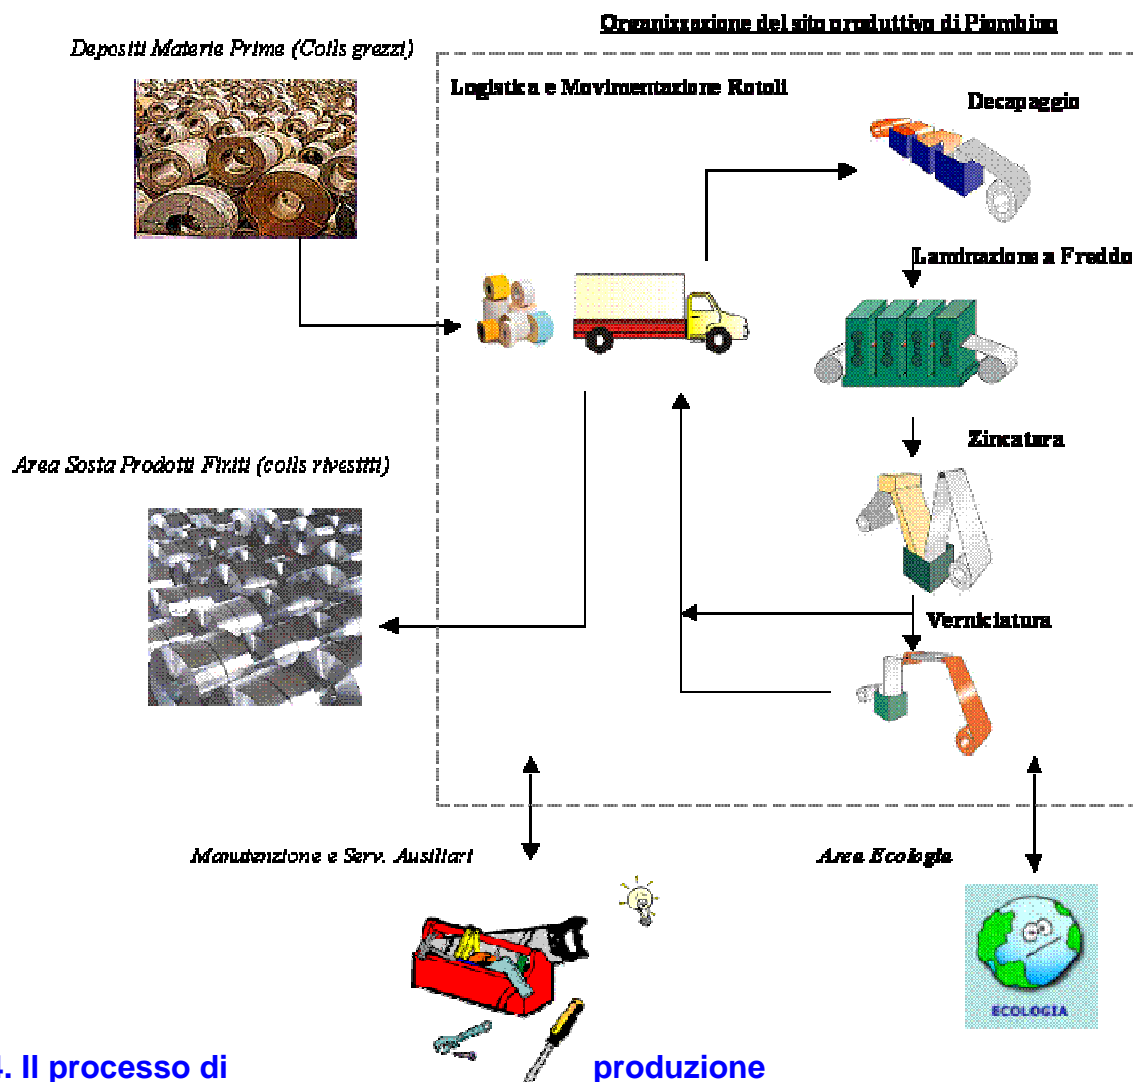 Organizzazione del sito produttivo di Piombino
Depositi Materie Prime (Coils grezzi)
Logistica e Movimentazione Rotoli
Decapaggio
Laminazione a Freddo
Zincatura
Area Sosta Prodotti Finiti (coils rivestiti)
Verniciatura
Manutenzione e Serv. Ausiliari
Area Ecologia
ECOLOGIA
4. Il processo di produzione